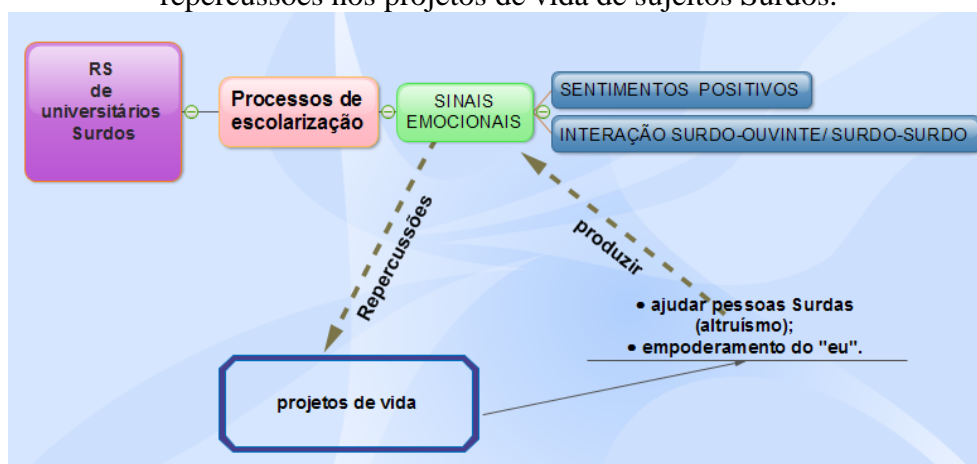 repercussões nos projetos de vida de sujeitos Surdos.
RS
de
universitários
Surdos
Processos de
escolarização
SINAIS
EMOCIONAIS
SENTIMENTOS POSITIVOS
INTERAÇÃO SURDO-OUVINTE/ SURDO-SURDO
Repercussões
produzir
• ajudar pessoas Surdas
(altruísmo);
• empoderamento do "eu".
projetos de vida